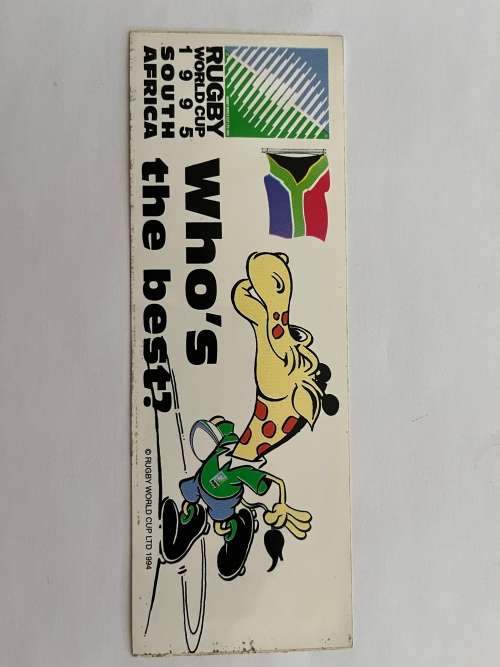 RUGBY
WORLD CUP
1995
SOUTH
AFRICA
Who's
the best?
© RUGBY WORLD CUP LTD 1994